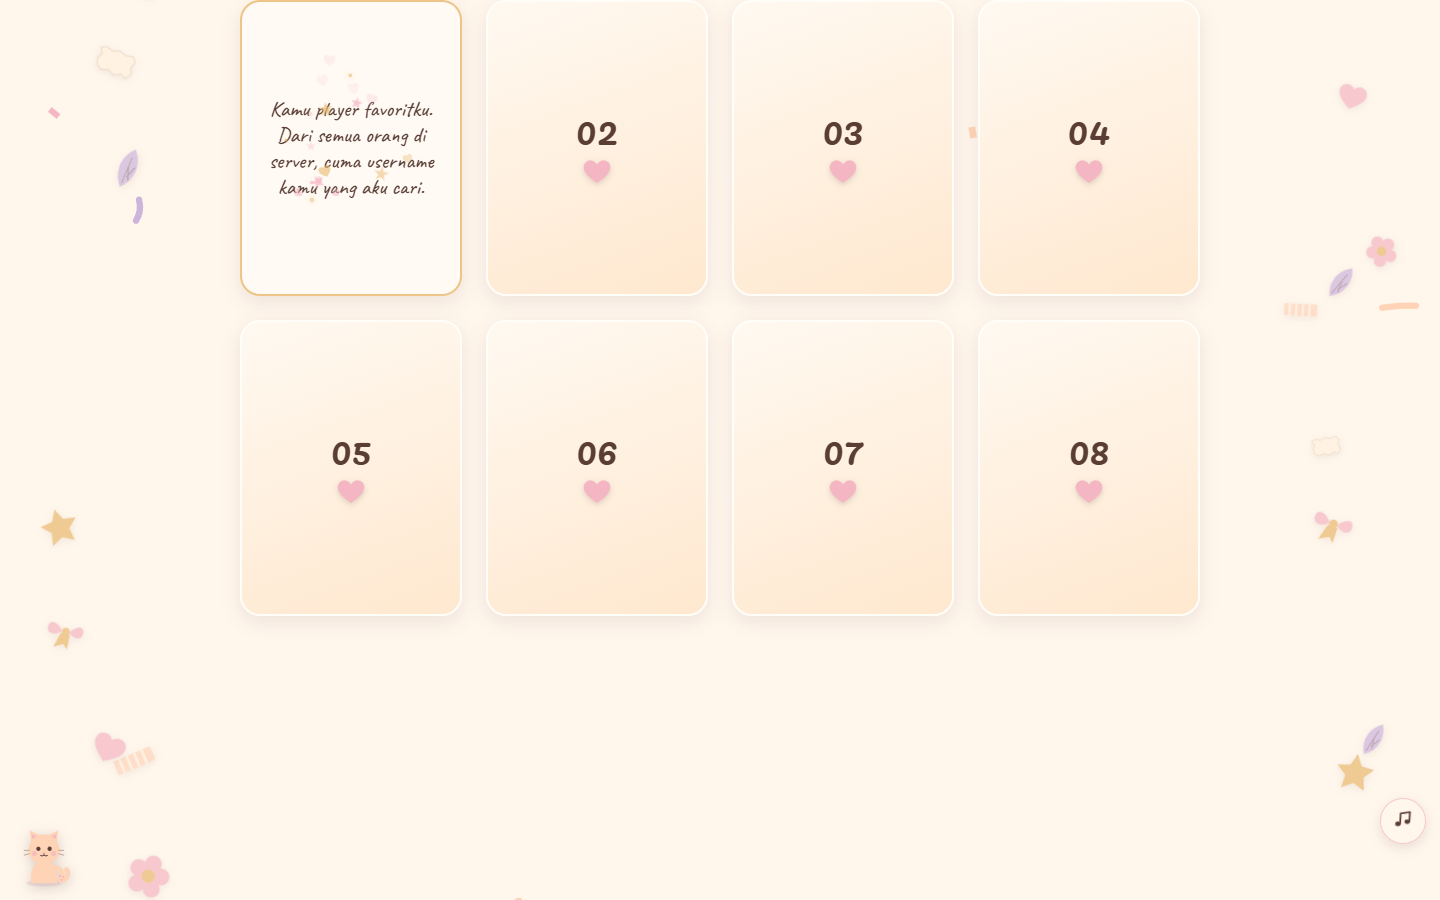 Kamu player favoritku.
Dari semua orang di
server, cuma username
kamu yang aku cari.
02
03
04
05
06
07
08